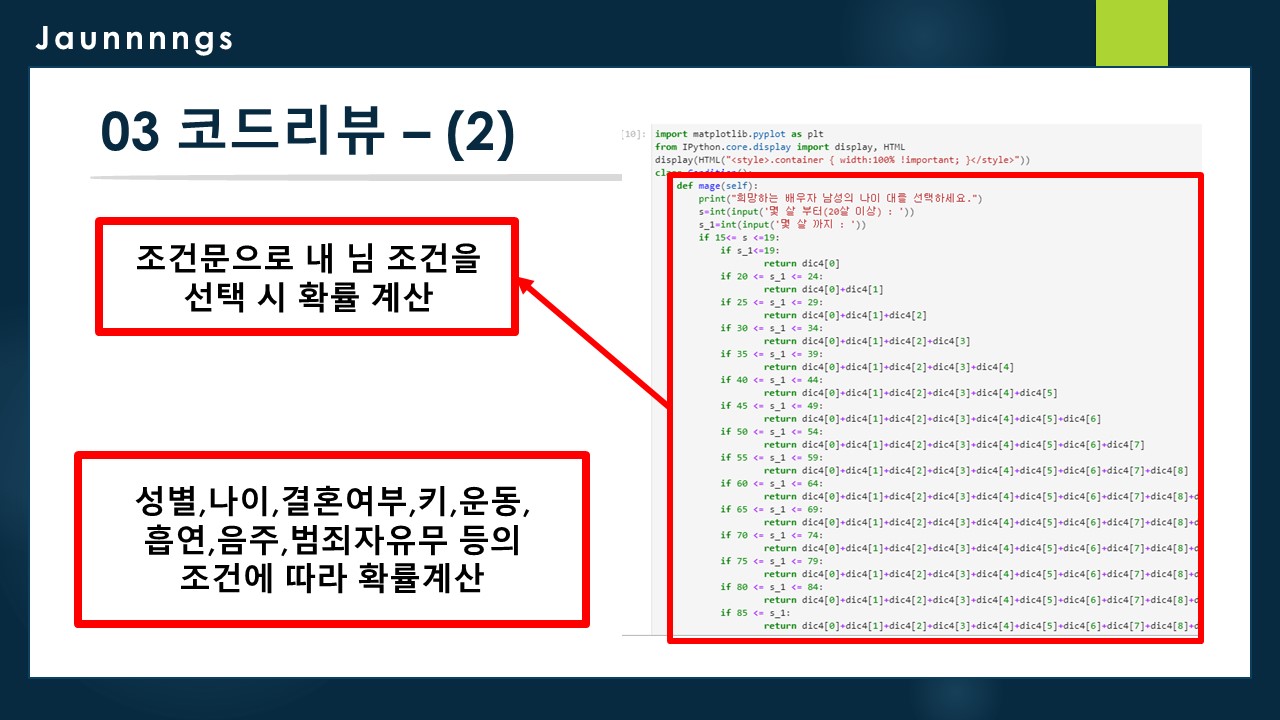 Jaunnnngs
03 코드리뷰 – (2)
조건문으로 내 님 조건을
선택 시 확률 계산
성별,나이,결혼여부,키,운동,
흡연,음주,범죄자유무 등의
조건에 따라 확률계산
[10]:
import matplotlib.pyplot as plt
from IPython.core.display import display, HTML
display(HTML("<style>.container { width:100% !important; }</style>"))
class Condition():
def mage(self):
print("희망하는 배우자 남성의 나이 대를 선택하세요.")
s=int(input('몇 살 부터(20살 이상) : '))
s_1=int(input('몇 살 까지 : '))
if 15<= s <=19:
if s_1<=19:
return dic4[0]
if 20 <= s_1 <= 24:
return dic4[0]+dic4[1]
if 25 <= s_1 <= 29:
return dic4[0]+dic4[1]+dic4[2]
if 30 <= s_1 <= 34:
return dic4[0]+dic4[1]+dic4[2]+dic4[3]
if 35 <= s_1 <= 39:
return dic4[0]+dic4[1]+dic4[2]+dic4[3]+dic4[4]
if 40 <= s_1 <= 44:
return dic4[0]+dic4[1]+dic4[2]+dic4[3]+dic4[4]+dic4[5]
if 45 <= s_1 <= 49:
return dic4[0]+dic4[1]+dic4[2]+dic4[3]+dic4[4]+dic4[5]+dic4[6]
if 50 <= s_1 <= 54:
return dic4[0]+dic4[1]+dic4[2]+dic4[3]+dic4[4]+dic4[5]+dic4[6]+dic4[7]
if 55 <= s_1 <= 59:
return dic4[0]+dic4[1]+dic4[2]+dic4[3]+dic4[4]+dic4[5]+dic4[6]+dic4[7]+dic4[8]
if 60 <= s_1 <= 64:
return dic4[0]+dic4[1]+dic4[2]+dic4[3]+dic4[4]+dic4[5]+dic4[6]+dic4[7]+dic4[8]+d
if 65 <= s_1 <= 69:
return dic4[0]+dic4[1]+dic4[2]+dic4[3]+dic4[4]+dic4[5]+dic4[6]+dic4[7]+dic4[8]+d
if 70 <= s_1 <= 74:
return dic4[0]+dic4[1]+dic4[2]+dic4[3]+dic4[4]+dic4[5]+dic4[6]+dic4[7]+dic4[8]+d
if 75 <= s_1 <= 79:
return dic4[0]+dic4[1]+dic4[2]+dic4[3]+dic4[4]+dic4[5]+dic4[6]+dic4[7]+dic4[8]+d
if 80 <= s_1 <= 84:
return dic4[0]+dic4[1]+dic4[2]+dic4[3]+dic4[4]+dic4[5]+dic4[6]+dic4[7]+dic4[8]+d
if 85 <= s_1:
return dic4[0]+dic4[1]+dic4[2]+dic4[3]+dic4[4]+dic4[5]+dic4[6]+dic4[7]+dic4[8]+d